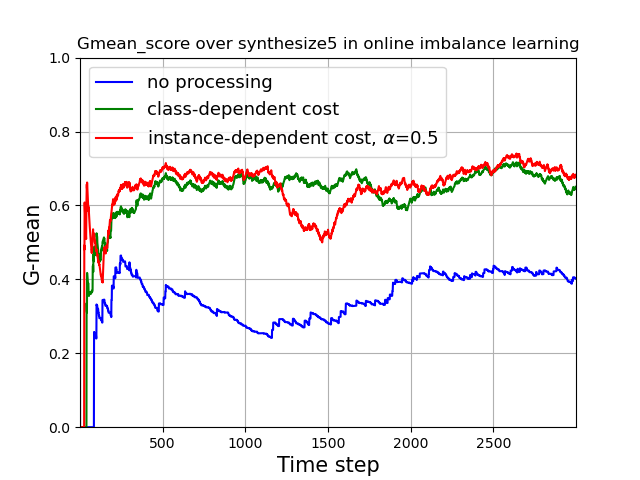 Gmean_score over synthesize5 in online imbalance learning
no processing
class-dependent cost
instance-dependent cost, α=0.5
G-mean
1.0
0.8
0.6
0.4
0.2
0.0
500 1000 1500 2000 2500
Time step